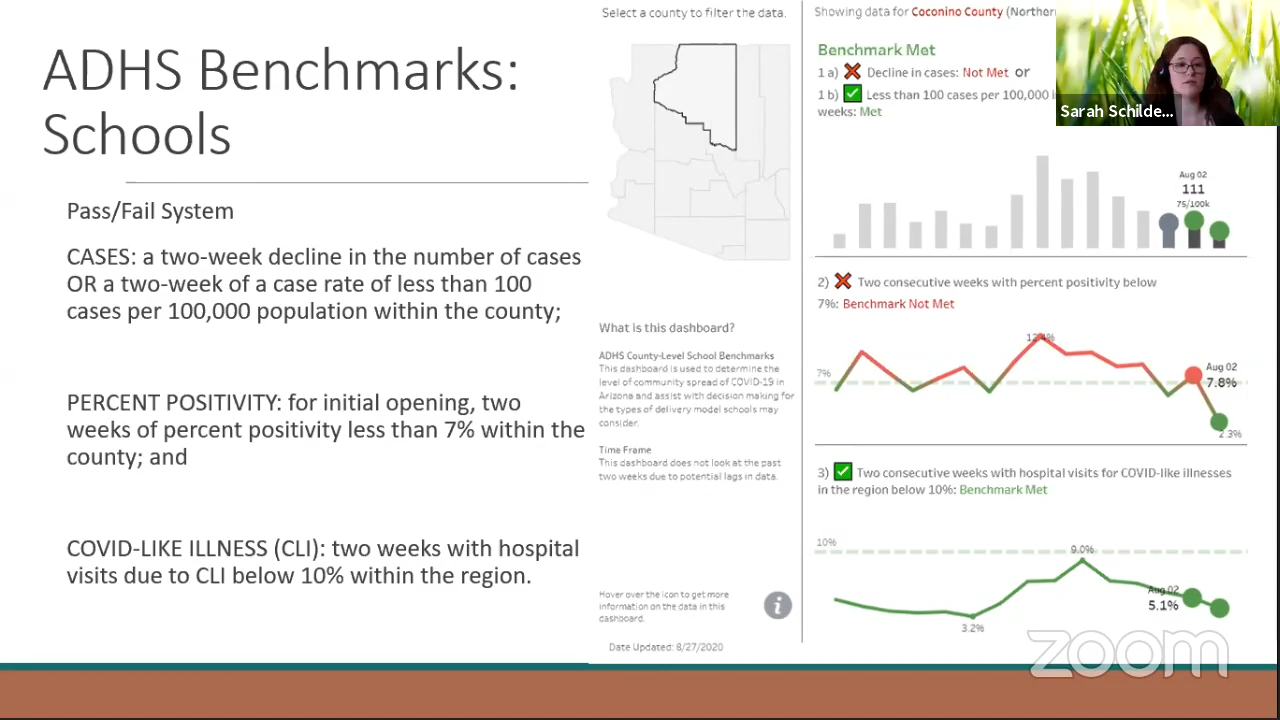 ADHS Benchmarks:
Schools
Pass/Fail System
CASES: a two-week decline in the number of cases
OR a two-week of a case rate of less than 100
cases per 100,000 population within the county;
PERCENT POSITIVITY: for initial opening, two
weeks of percent positivity less than 7% within the
county; and
COVID-LIKE ILLNESS (CLI): two weeks with hospital
visits due to CLI below 10% within the region.
Select a county to filter the data.
What is this dashboard?
ADHS County-Level School Benchmarks
This dashboard is used to determine the
level of community spread of COVID-19 in
Arizona and assist with decision making for
the types of delivery model schools may
consider.
Time Frame
This dashboard does not look at the past
two weeks due to potential lags in data.
Hover over the icon to get more
information on the data in this
dashboard.
i
Date Updated: 8/27/2020
Showing data for Coconino County (Northern
Benchmark Met
1 a) Decline in cases: Not Met or
1 b) Less than 100 cases per 100,000
weeks: Met
Aug 02
111
75/100k
2) Two consecutive weeks with percent positivity below
7%: Benchmark Not Met
12.4%
7%
Aug 02
7.8%
2.3%
3) Two consecutive weeks with hospital visits for COVID-like illnesses
in the region below 10%: Benchmark Met
10%
9.0%
Aug 02
5.1%
3.2%
Sarah Schilde...
zoom